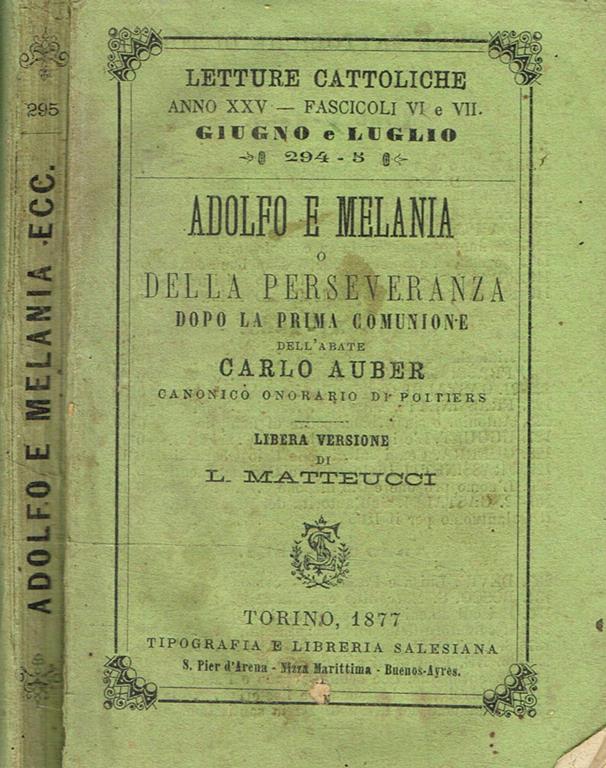 295
ADOLFO E MELANIA ECC.
LETTURE CATTOLICHE
ANNO XXV — FASCICOLI VI e VII.
GIUGNO e LUGLIO
294-5
ADOLFO E MELANIA
O
DELLA PERSEVERANZA
DOPO LA PRIMA COMUNIONE
DELL'ABATE
CARLO AUBER
CANONICO ONORARIO DI POITIERS
LIBERA VERSIONE
DI
L. MATTEUCCI
TORINO, 1877
TIPOGRAFIA E LIBRERIA SALESIANA
S. Pier d'Arena - Nizza Marittima - Buenos-Ayres.